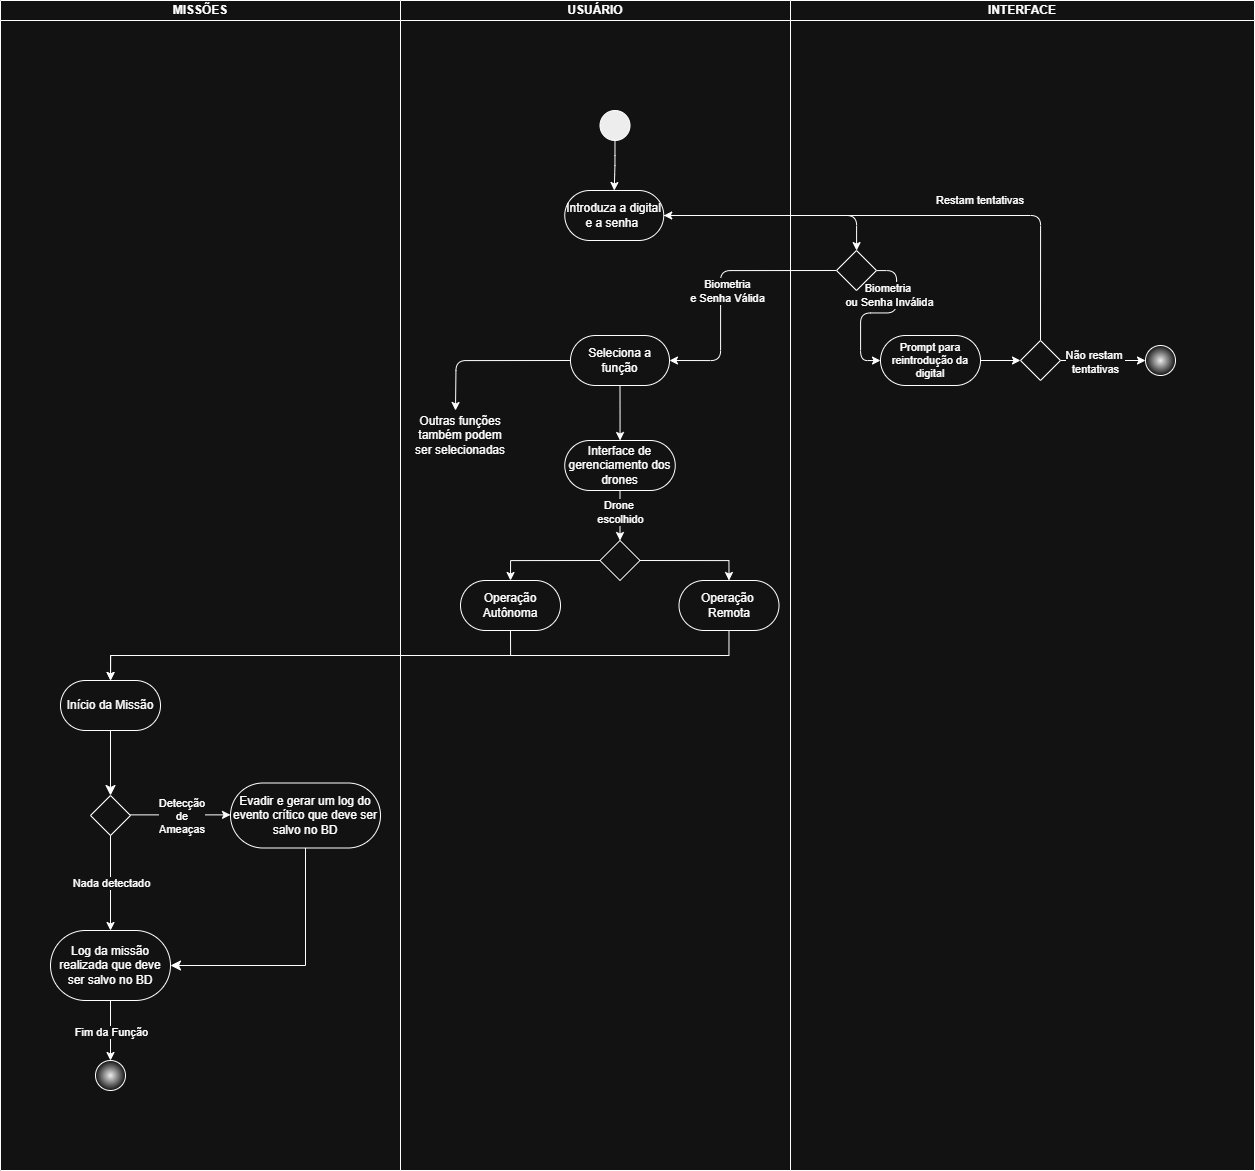 MISSÕES
USUÁRIO
INTERFACE
Introduza a digital
e a senha
Restam tentativas
Biometria
e Senha Válida
Biometria
ou Senha Inválida
Seleciona a
função
Prompt para
reintrodução da
digital
Não restam
tentativas
Outras funções
também podem
ser selecionadas
Interface de
gerenciamento dos
drones
Drone
escolhido
Operação
Autônoma
Operação
Remota
Início da Missão
Detecção
de
Ameaças
Evadir e gerar um log do
evento crítico que deve ser
salvo no BD
Nada detectado
Log da missão
realizada que deve
ser salvo no BD
Fim da Função